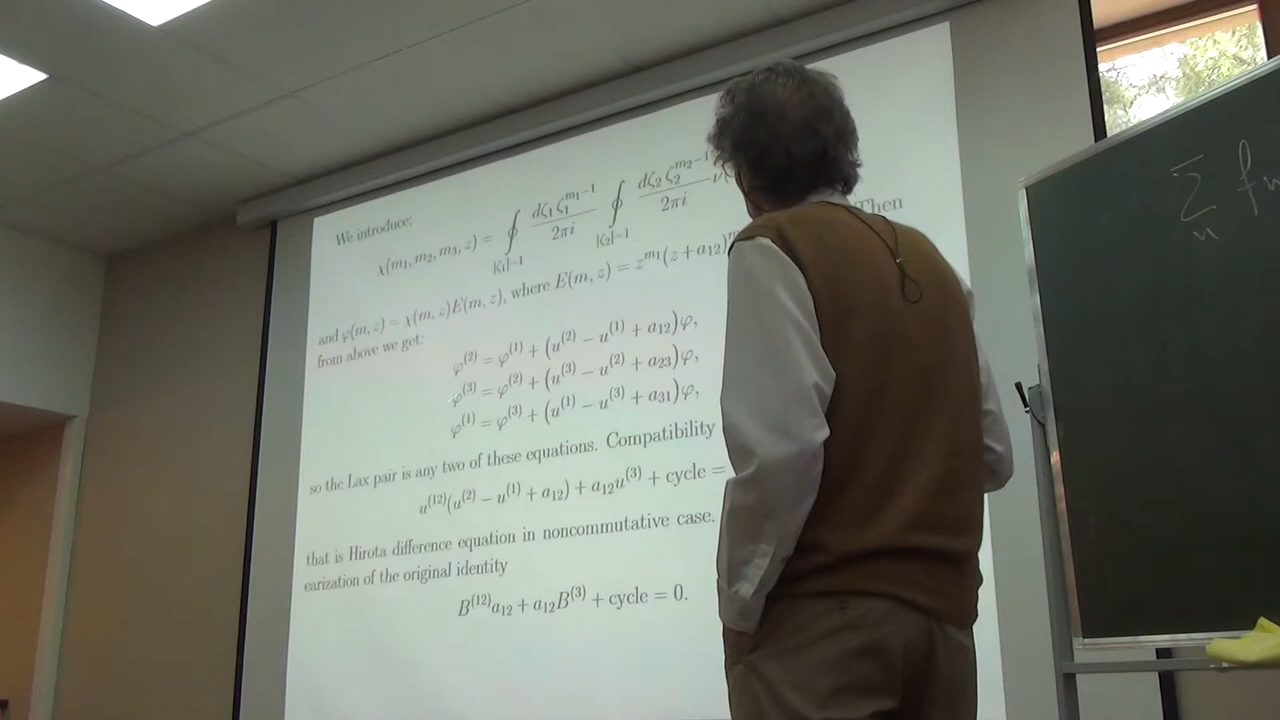 We introduce:
χ(m₁, m₂, m₃, z) = ∮_{|ζ₁|=1} dζ₁ ζ₁^{m₁−1} / 2πi ∮_{|ζ₂|=1} dζ₂ ζ₂^{m₂−1} / 2πi ν(
and φ(m, z) = χ(m, z)E(m, z), where E(m, z) = z^{m₁}(z + a₁₂)^m Then
from above we get:
φ^{(2)} = φ^{(1)} + (u^{(2)} − u^{(1)} + a₁₂)φ,
φ^{(3)} = φ^{(2)} + (u^{(3)} − u^{(2)} + a₂₃)φ,
φ^{(1)} = φ^{(3)} + (u^{(1)} − u^{(3)} + a₃₁)φ,
so the Lax pair is any two of these equations. Compatibility
u^{(12)}(u^{(2)} − u^{(1)} + a₁₂) + a₁₂u^{(3)} + cycle =
that is Hirota difference equation in noncommutative case.
earization of the original identity
B^{(12)}a₁₂ + a₁₂B^{(3)} + cycle = 0.
∑_n f